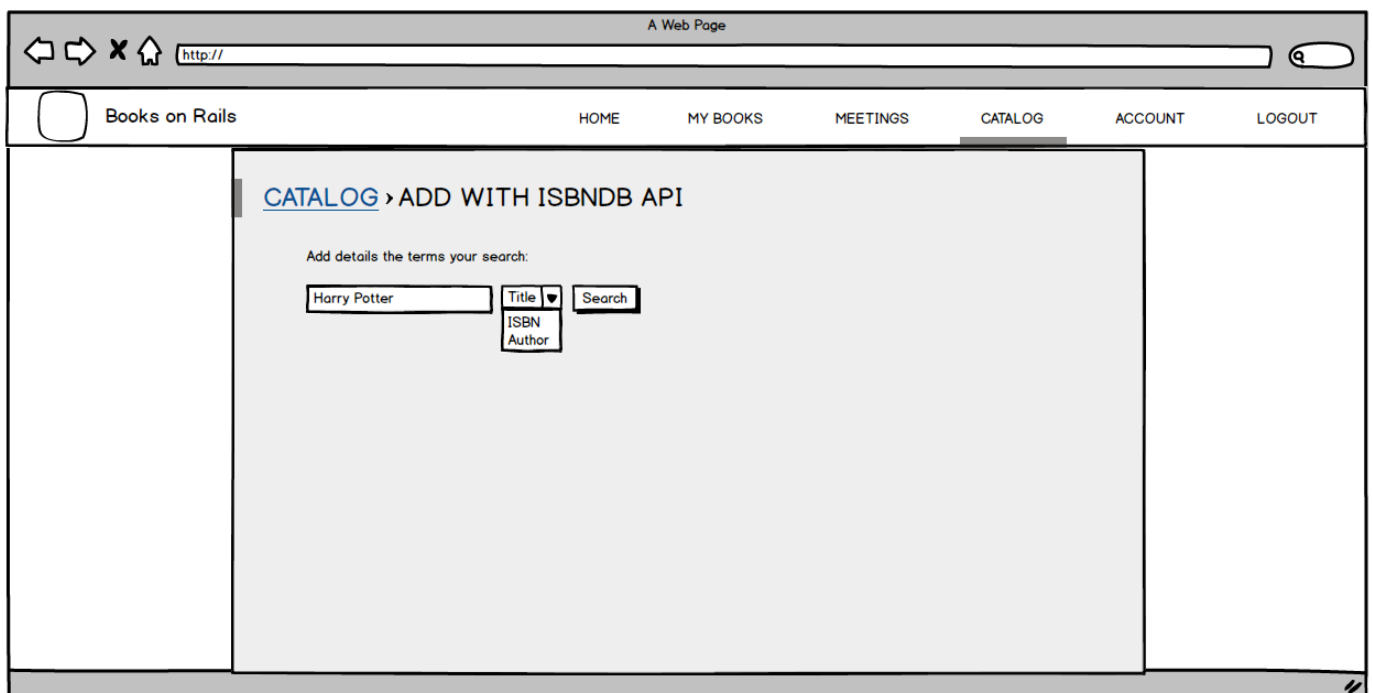 A Web Page
http://
Books on Rails
HOME MY BOOKS MEETINGS CATALOG ACCOUNT LOGOUT
CATALOG › ADD WITH ISBNDB API
Add details the terms your search:
Harry Potter Title Search
ISBN
Author